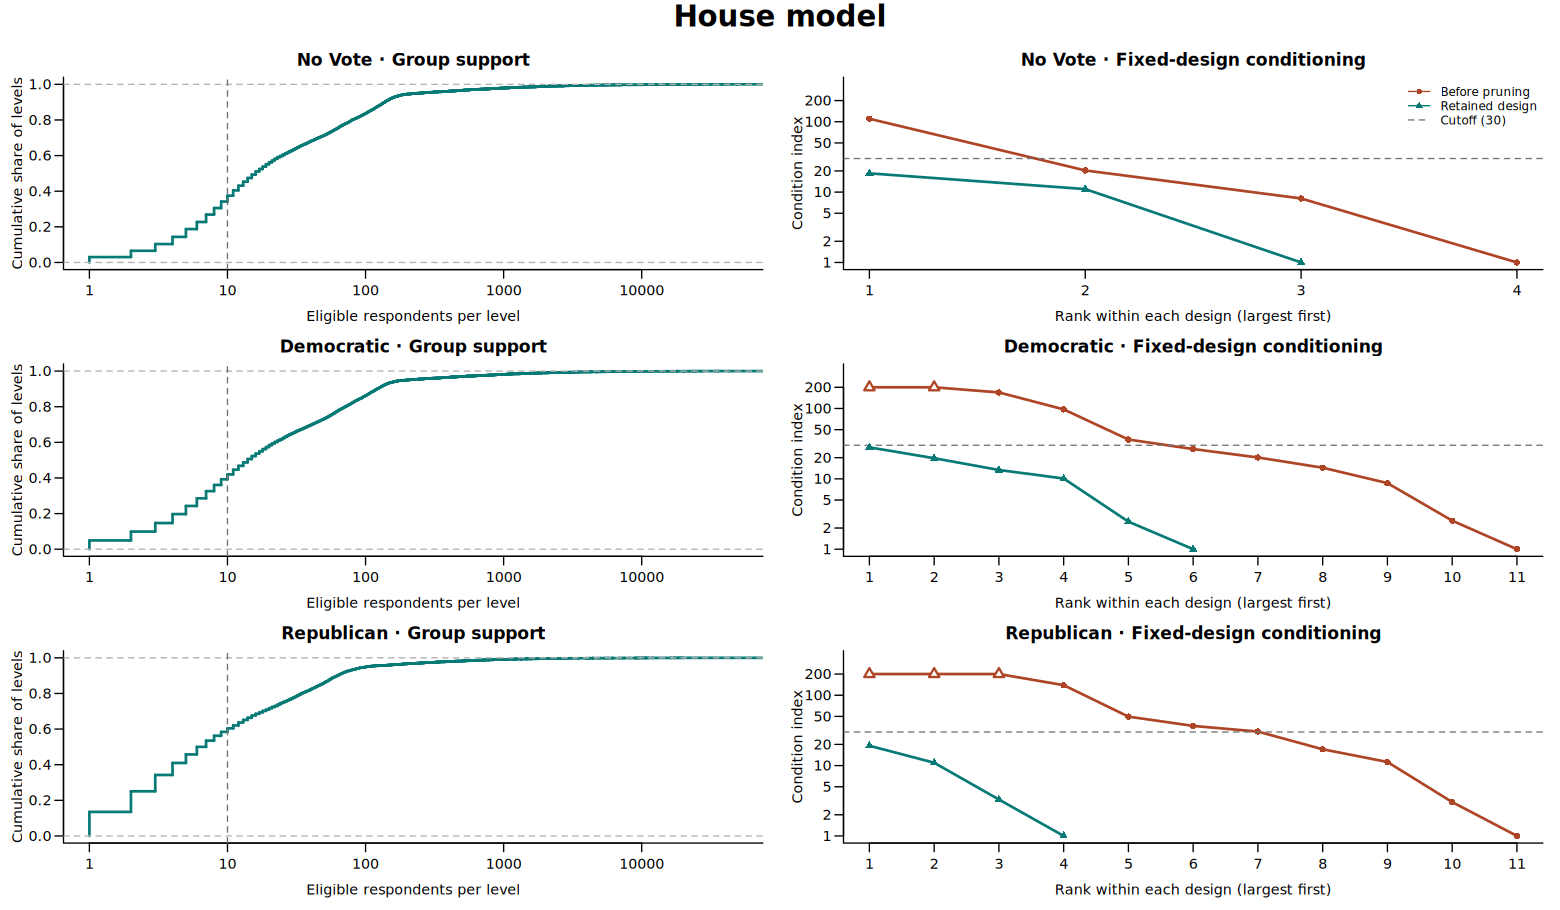 House model
No Vote · Group support
Cumulative share of levels
1.0
0.8
0.6
0.4
0.2
0.0
1 10 100 1000 10000
Eligible respondents per level
No Vote · Fixed-design conditioning
Condition index
200
100
50
20
10
5
2
1
Before pruning
Retained design
Cutoff (30)
1 2 3 4
Rank within each design (largest first)
Democratic · Group support
Cumulative share of levels
1.0
0.8
0.6
0.4
0.2
0.0
1 10 100 1000 10000
Eligible respondents per level
Democratic · Fixed-design conditioning
Condition index
200
100
50
20
10
5
2
1
1 2 3 4 5 6 7 8 9 10 11
Rank within each design (largest first)
Republican · Group support
Cumulative share of levels
1.0
0.8
0.6
0.4
0.2
0.0
1 10 100 1000 10000
Eligible respondents per level
Republican · Fixed-design conditioning
Condition index
200
100
50
20
10
5
2
1
1 2 3 4 5 6 7 8 9 10 11
Rank within each design (largest first)